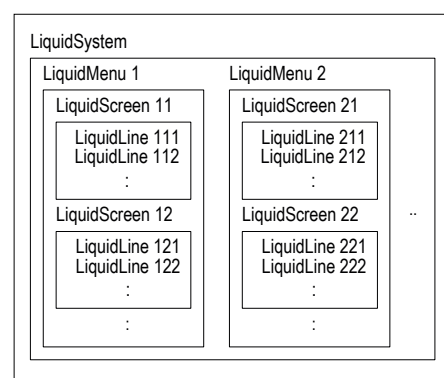 LiquidSystem
LiquidMenu 1
LiquidScreen 11
LiquidLine 111
LiquidLine 112
:
LiquidScreen 12
LiquidLine 121
LiquidLine 122
:
:
LiquidMenu 2
LiquidScreen 21
LiquidLine 211
LiquidLine 212
:
LiquidScreen 22
LiquidLine 221
LiquidLine 222
:
:
..